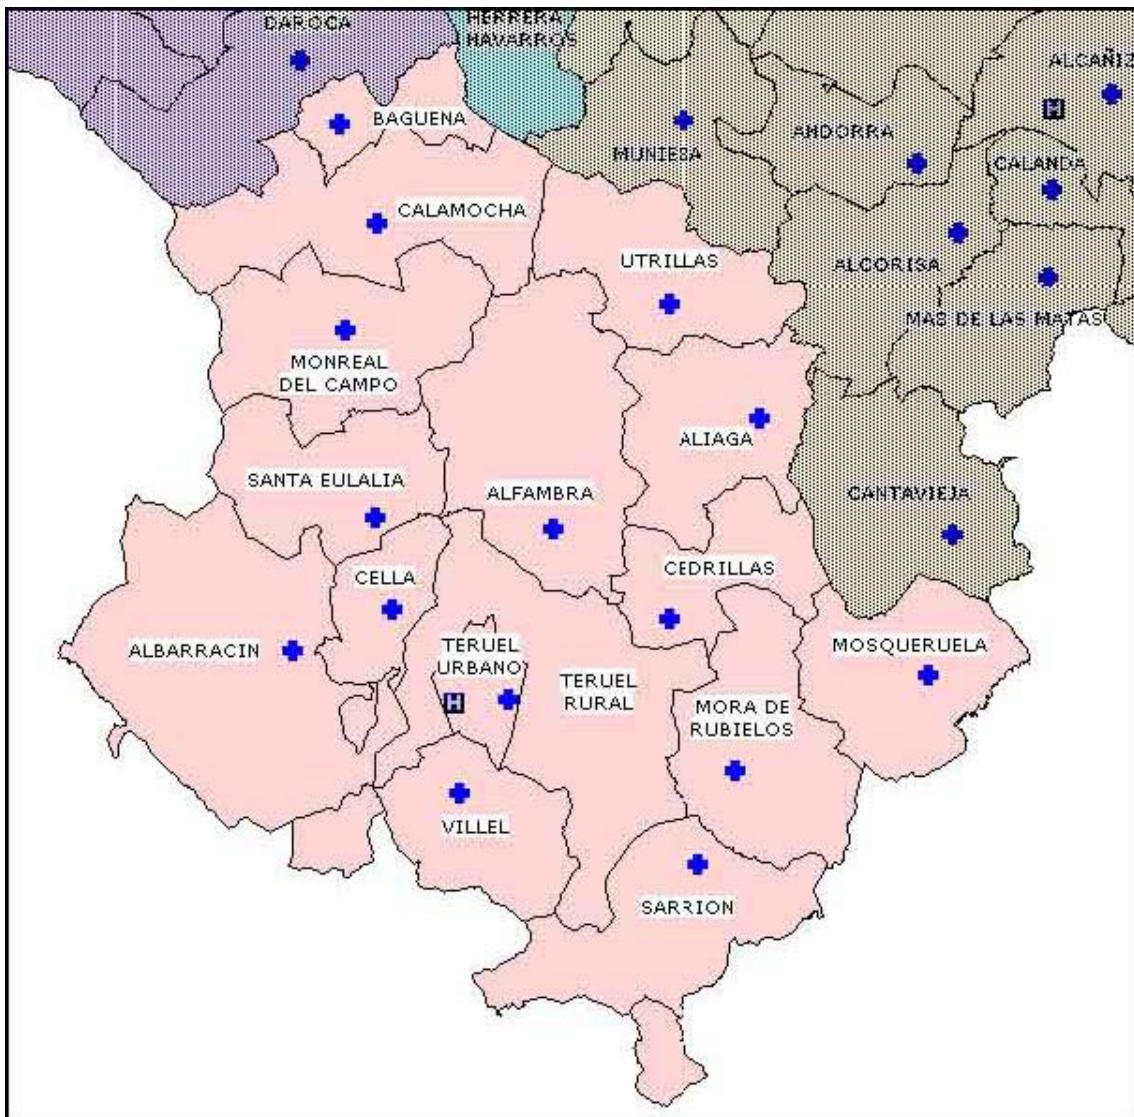 DAROCA
HERRERA
NAVARROS
ALCAÑIZ
BAGUENA
ANDORRA
MUNIESA
CALANDA
CALAMOCHA
UTRILLAS
ALCORISA
MAS DE LAS MATAS
MONREAL
DEL CAMPO
ALIAGA
SANTA EULALIA
ALFAMBRA
CANTAVIEJA
CELLA
CEDRILLAS
ALBARRACIN
TERUEL
URBANO
MOSQUERUELA
TERUEL
RURAL
H
MORA DE
RUBIELOS
VILLEL
SARRION
H